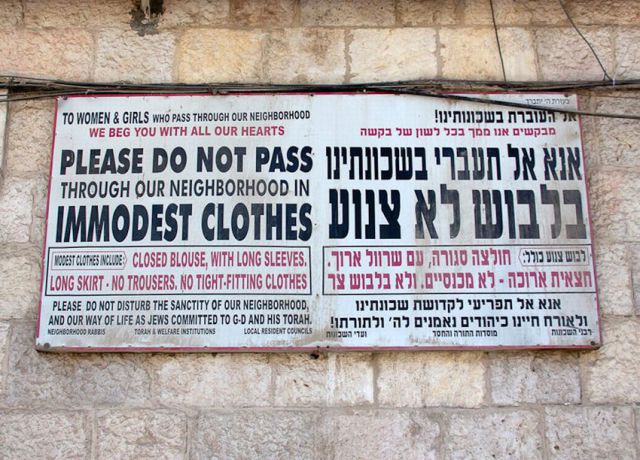 TO WOMEN & GIRLS WHO PASS THROUGH OUR NEIGHBORHOOD
WE BEG YOU WITH ALL OUR HEARTS
PLEASE DO NOT PASS
THROUGH OUR NEIGHBORHOOD IN
IMMODEST CLOTHES
MODEST CLOTHES INCLUDE: CLOSED BLOUSE, WITH LONG SLEEVES.
LONG SKIRT - NO TROUSERS. NO TIGHT-FITTING CLOTHES
PLEASE DO NOT DISTURB THE SANCTITY OF OUR NEIGHBORHOOD,
AND OUR WAY OF LIFE AS JEWS COMMITTED TO G-D AND HIS TORAH.
NEIGHBORHOOD RABBIS TORAH & WELFARE INSTITUTIONS LOCAL RESIDENT COUNCILS
בעזרת ה' יתברך
אל העוברת בשכונותינו!
מבקשים אנו ממך בכל לשון של בקשה
אנא אל תעברי בשכונתינו
בלבוש לא צנוע
לבוש צנוע כולל: חולצה סגורה, עם שרוול ארוך.
חצאית ארוכה - לא מכנסיים. ולא בלבוש צר
אנא אל תפריעי לקדושת שכונתינו
ולאורח חיינו כיהודים נאמנים לה' ולתורתו!
רבני השכונות מוסדות התורה והחסד ועדי השכונות